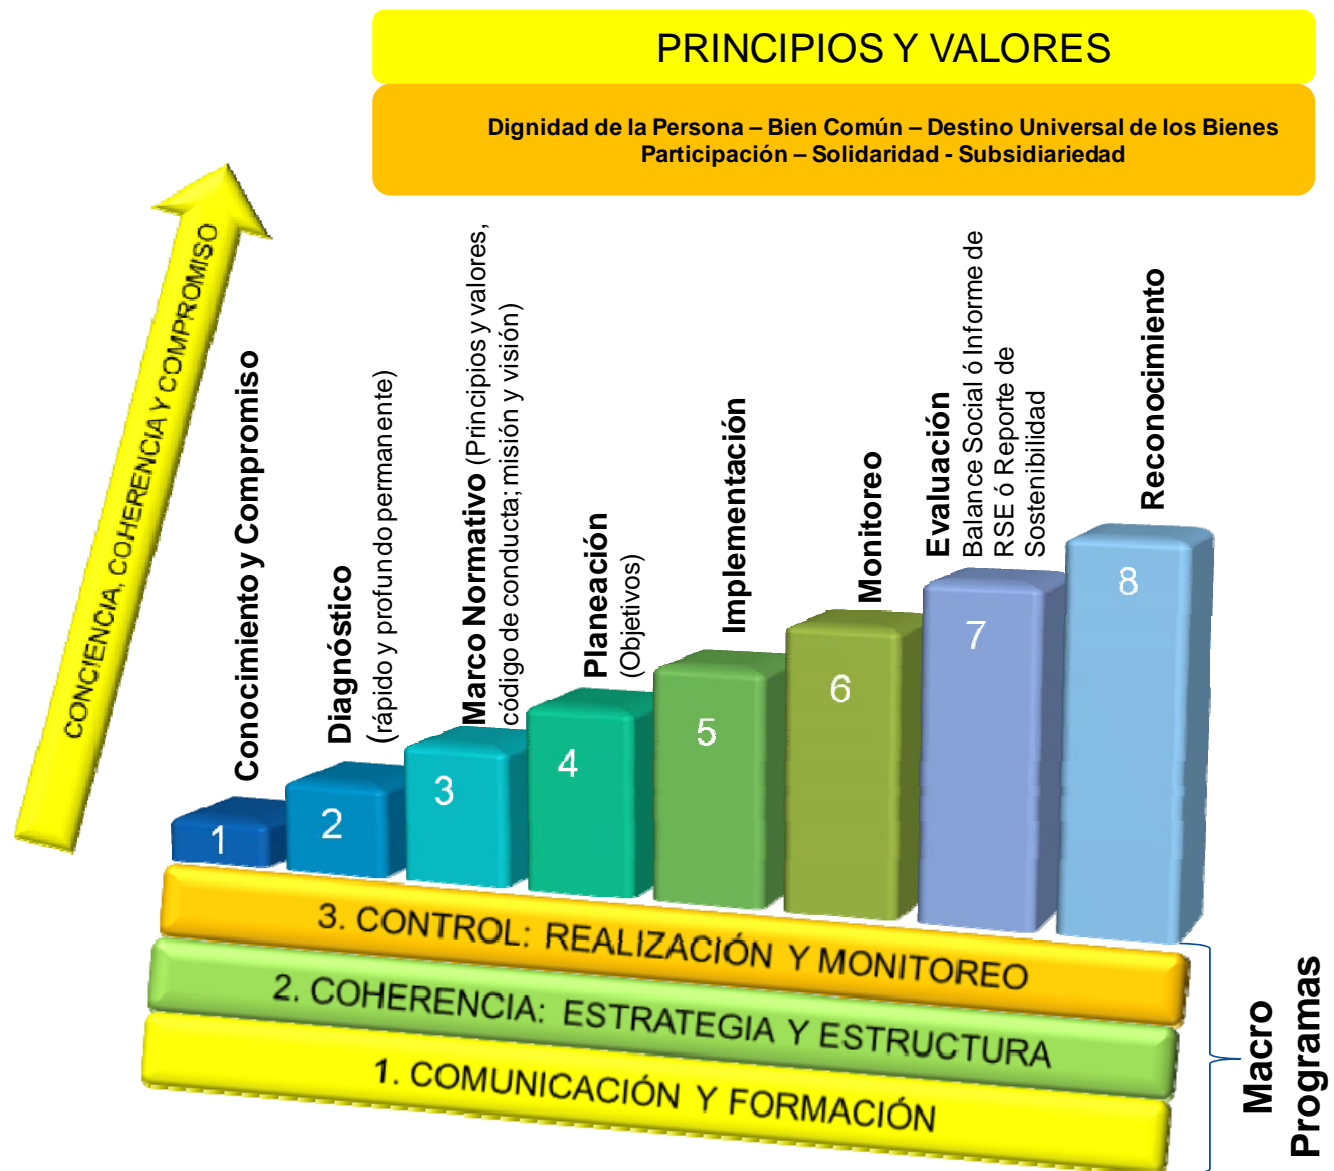 PRINCIPIOS Y VALORES
Dignidad de la Persona – Bien Común – Destino Universal de los Bienes
Participación – Solidaridad - Subsidiariedad
CONCIENCIA, COHERENCIA Y COMPROMISO
Conocimiento y Compromiso
Diagnóstico
(rápido y profundo permanente)
Marco Normativo (Principios y valores,
código de conducta; misión y visión)
Planeación
(Objetivos)
Implementación
Monitoreo
Evaluación
Balance Social ó Informe de
RSE ó Reporte de
Sostenibilidad
Reconocimiento
1
2
3
4
5
6
7
8
3. CONTROL: REALIZACIÓN Y MONITOREO
2. COHERENCIA: ESTRATEGIA Y ESTRUCTURA
1. COMUNICACIÓN Y FORMACIÓN
Macro
Programas